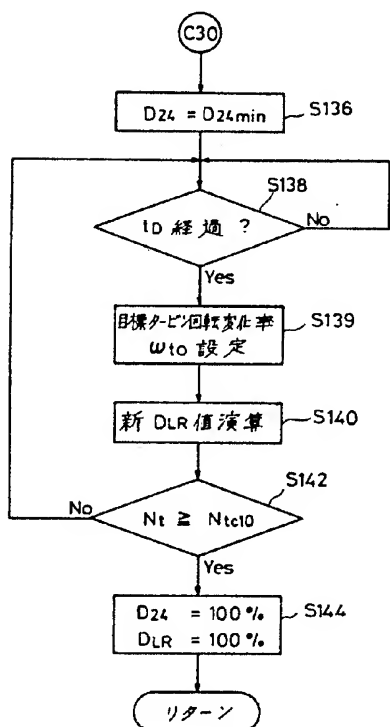 C30
D24 = D24min
S136
S138
tD 経過 ?
No
Yes
目標タービン回転変化率
ωto 設定
S139
新 DLR 値演算
S140
S142
No
Nt ≧ Ntc10
Yes
D24 = 100 %
DLR = 100 %
S144
リターン